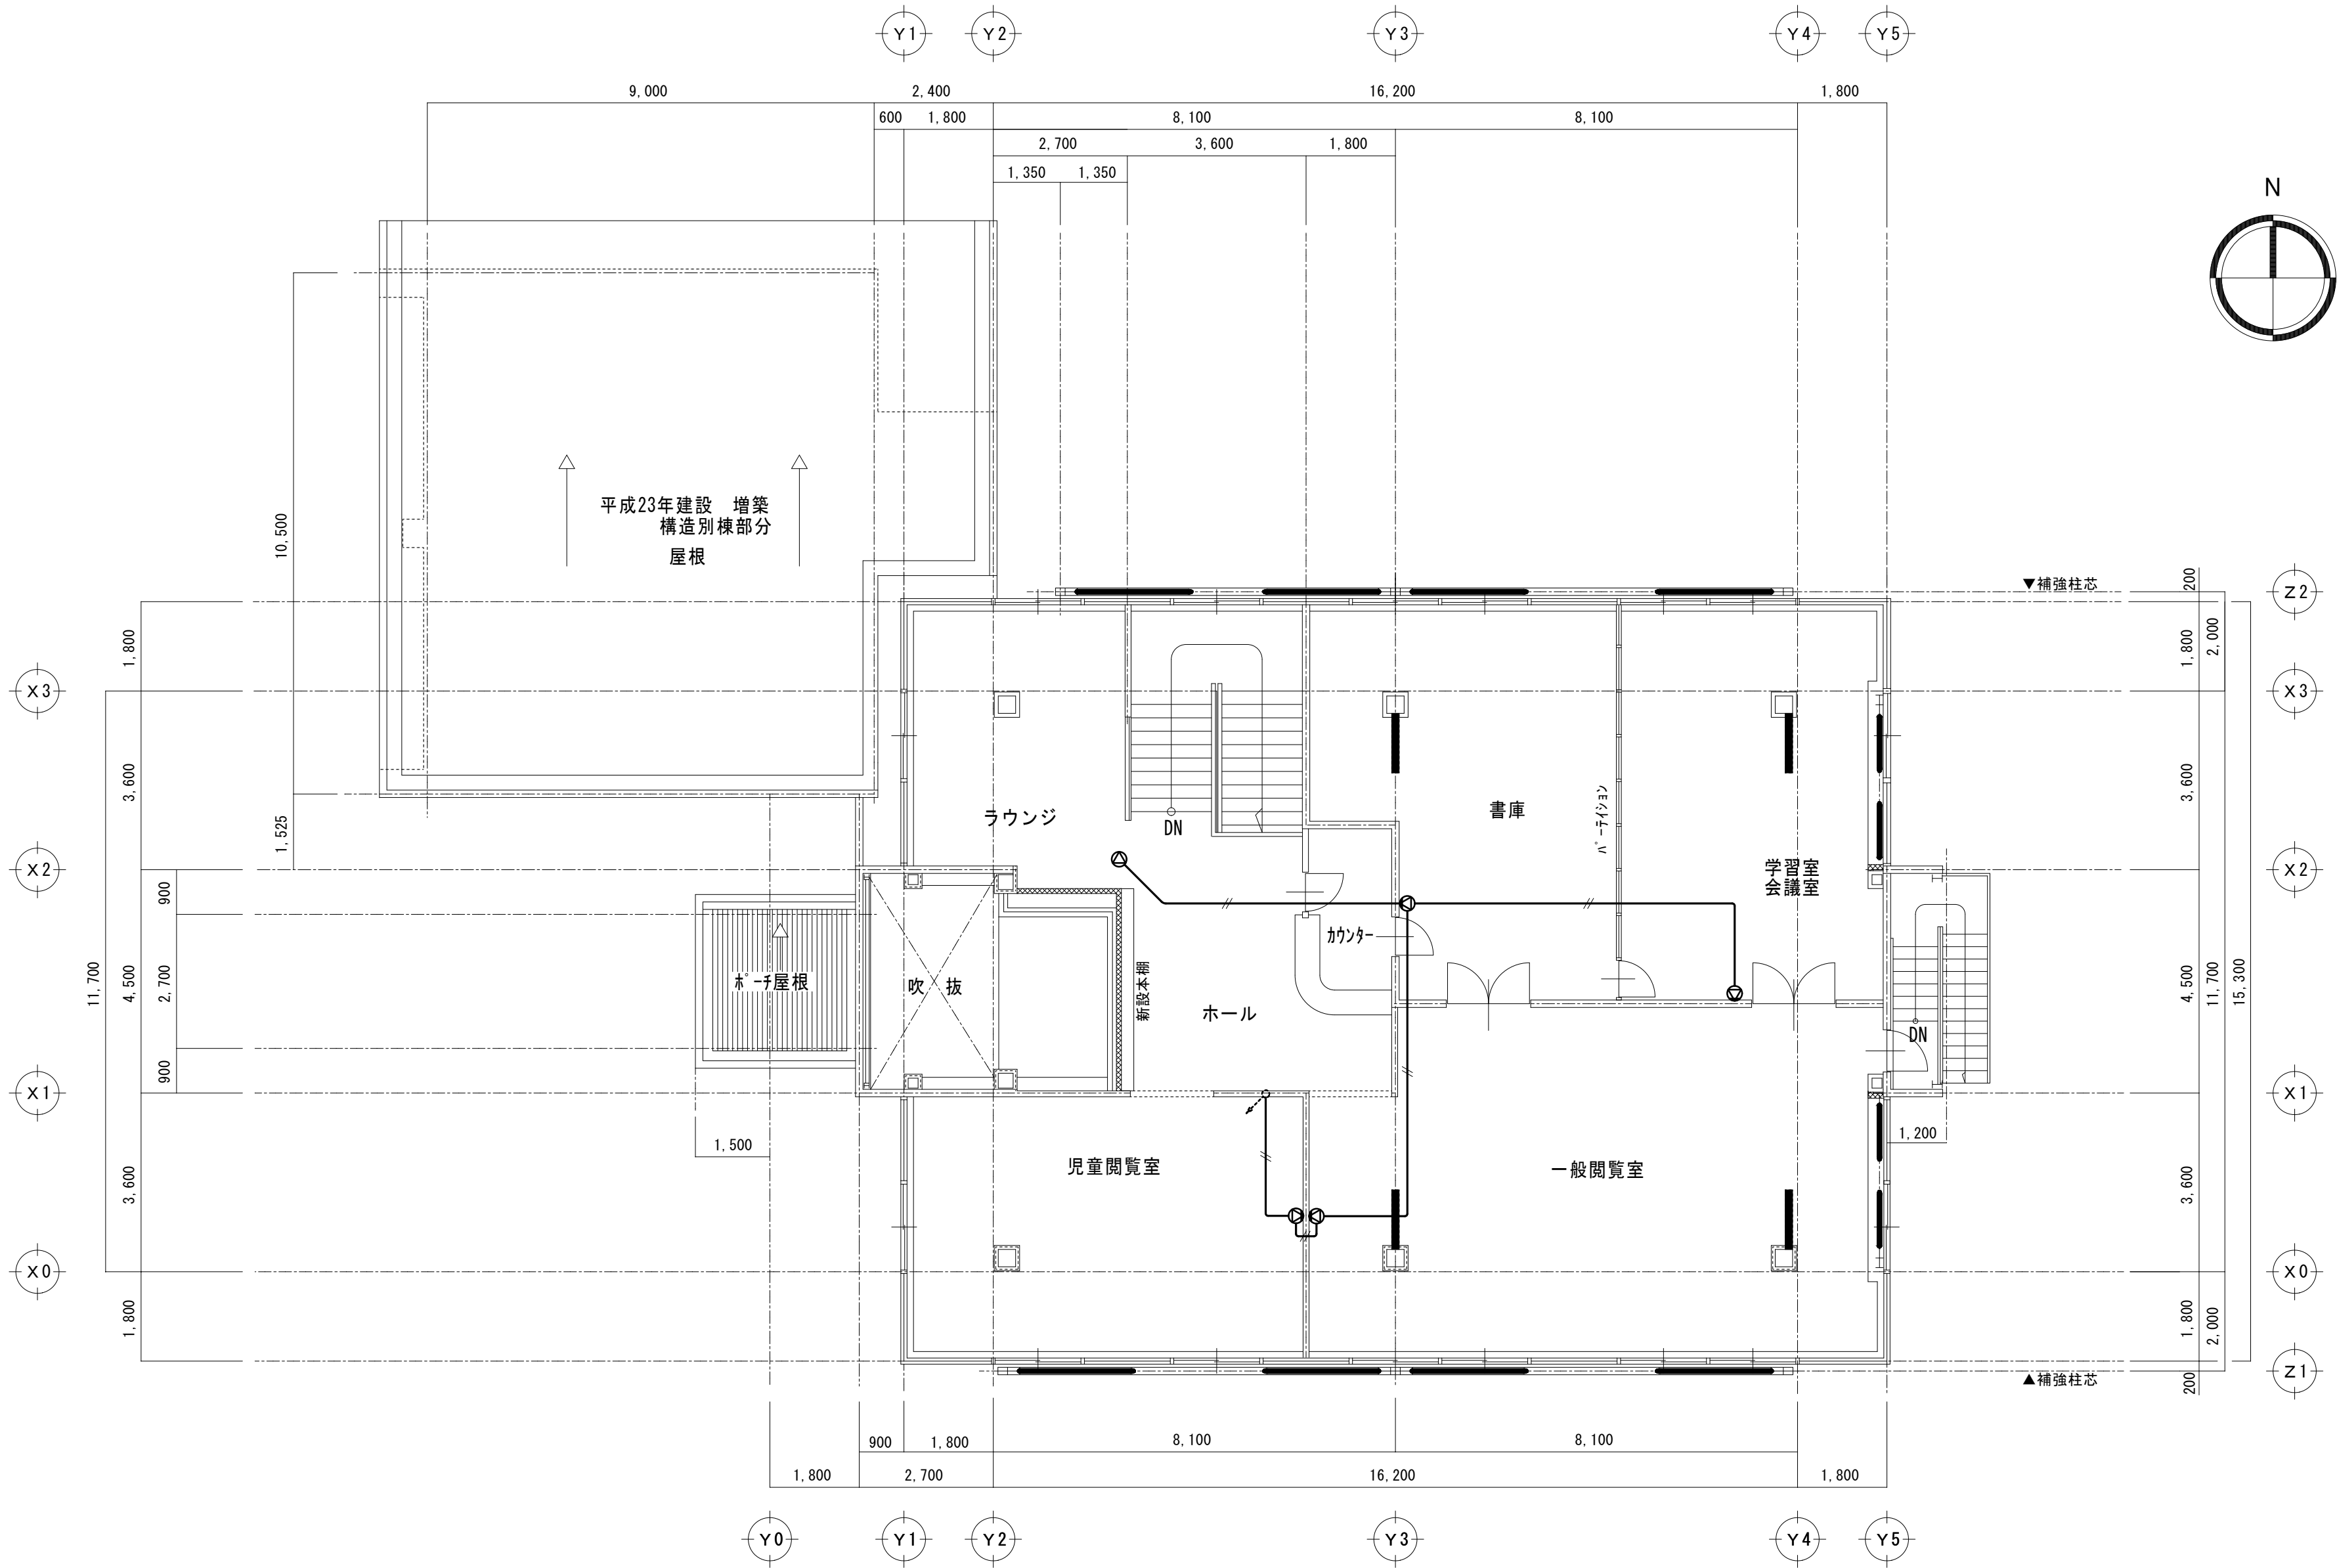 Y1 Y2 Y3 Y4 Y5
9,000 2,400 16,200 1,800
600 1,800 8,100 8,100
2,700 3,600 1,800
1,350 1,350
N
平成23年建設 増築
構造別棟部分
屋根
10,500
1,525
▼補強柱芯
200
Z2
1,800
1,800
2,000
X3
X3
3,600
3,600
ラウンジ
DN
書庫
パーテイション
学習室
会議室
X2
X2
900
2,700
900
4,500
11,700
ポーチ屋根
吹 抜
新設本棚
ホール
カウンター
DN
4,500
11,700
15,300
X1
X1
1,500
1,200
児童閲覧室
一般閲覧室
3,600
3,600
X0
X0
1,800
1,800
2,000
▲補強柱芯
200
Z1
900 1,800 8,100 8,100
1,800 2,700 16,200 1,800
Y0 Y1 Y2 Y3 Y4 Y5